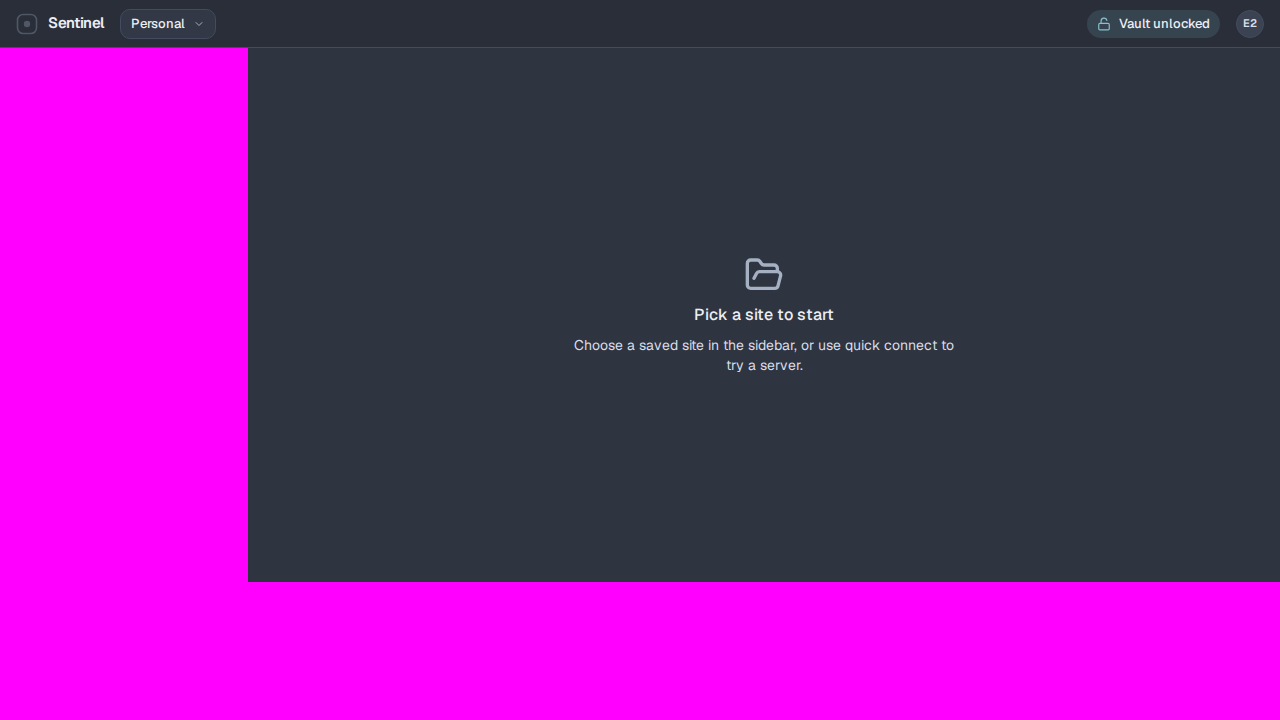 Sentinel
Personal
Vault unlocked
E2
Pick a site to start
Choose a saved site in the sidebar, or use quick connect to
try a server.